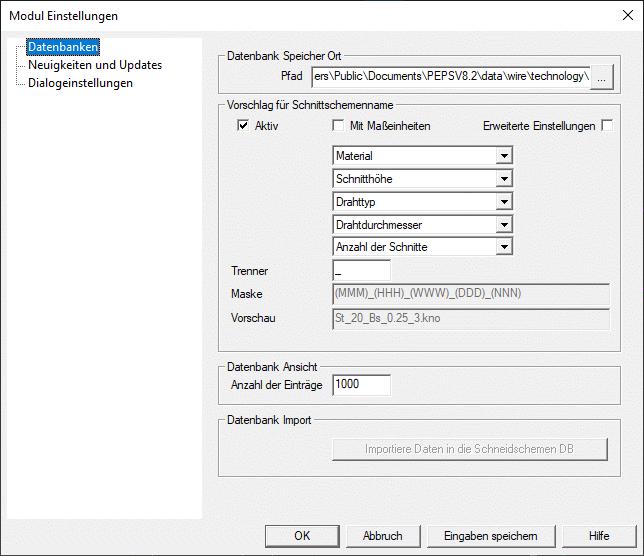 Modul Einstellungen
Datenbanken
Neuigkeiten und Updates
Dialogeinstellungen
Datenbank Speicher Ort
Pfad ers\Public\Documents\PEPSV8.2\data\wire\technology\ ...
Vorschlag für Schnittschemenname
Aktiv Mit Maßeinheiten Erweiterte Einstellungen
Material
Schnitthöhe
Drahttyp
Drahtdurchmesser
Anzahl der Schnitte
Trenner _
Maske (MMM)_(HHH)_(WWW)_(DDD)_(NNN)
Vorschau St_20_Bs_0.25_3.kno
Datenbank Ansicht
Anzahl der Einträge 1000
Datenbank Import
Importiere Daten in die Schneidschemen DB
OK Abbruch Eingaben speichern Hilfe